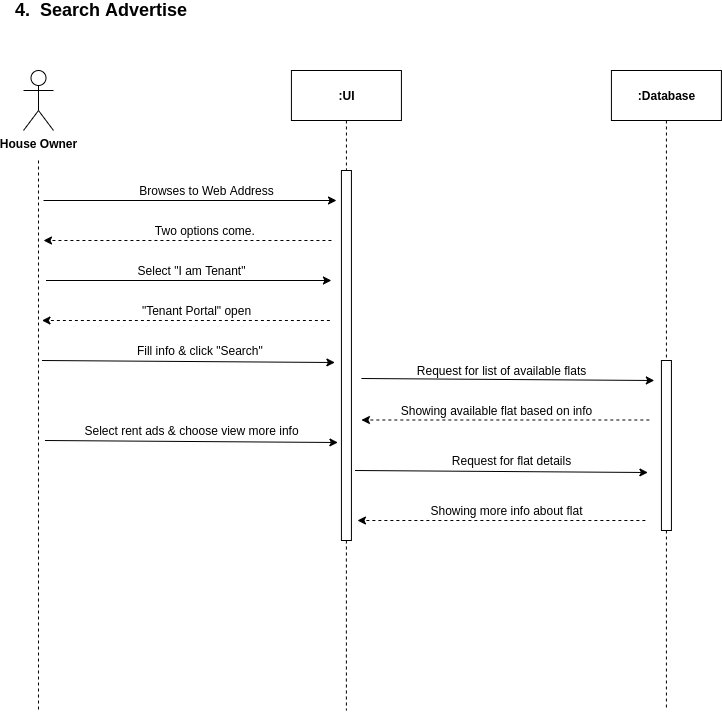 4. Search Advertise
:UI
:Database
House Owner
Browses to Web Address
Two options come.
Select "I am Tenant"
"Tenant Portal" open
Fill info & click "Search"
Request for list of available flats
Showing available flat based on info
Select rent ads & choose view more info
Request for flat details
Showing more info about flat